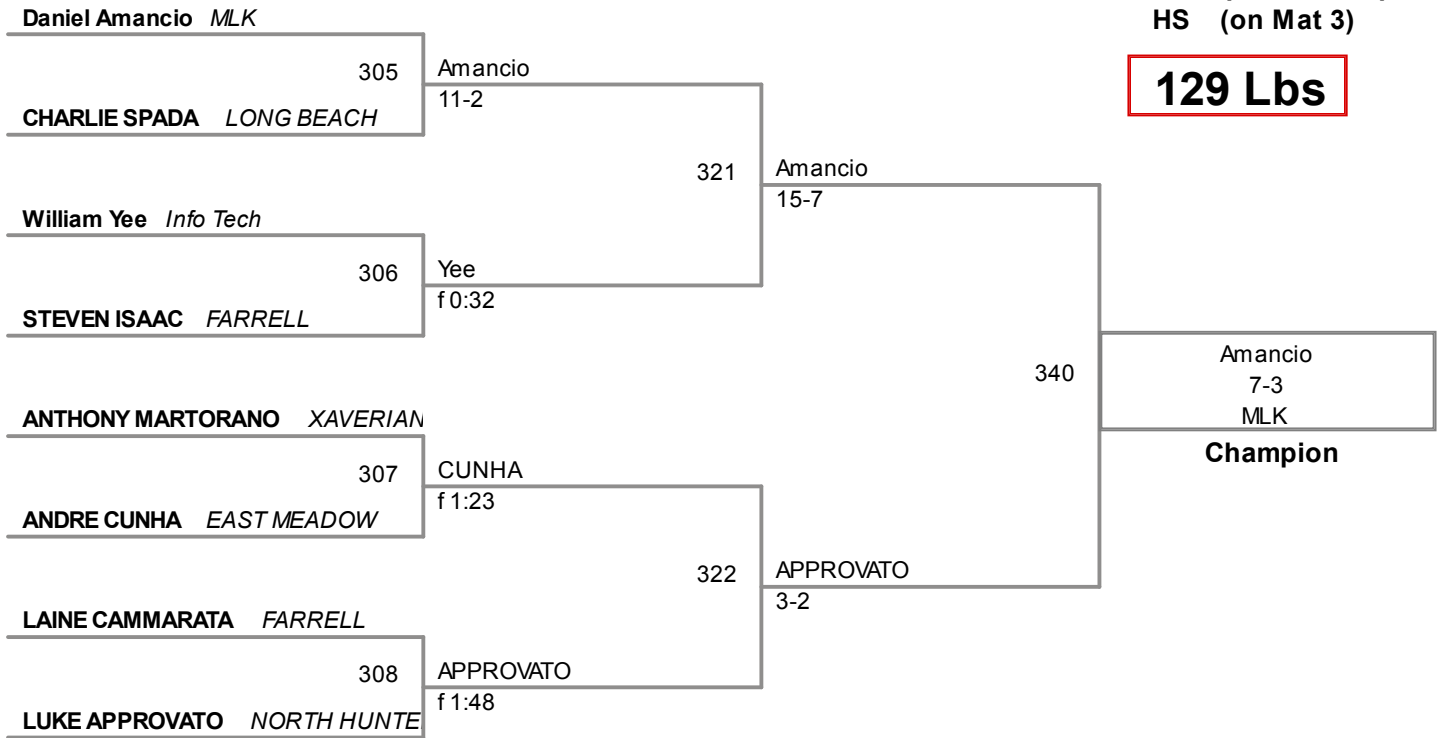 Daniel Amancio MLK
HS (on Mat 3)
305
Amancio
11-2
129 Lbs
CHARLIE SPADA LONG BEACH
321
Amancio
15-7
William Yee Info Tech
306
Yee
f 0:32
STEVEN ISAAC FARRELL
340
Amancio
7-3
MLK
Champion
ANTHONY MARTORANO XAVERIAN
307
CUNHA
f 1:23
ANDRE CUNHA EAST MEADOW
322
APPROVATO
3-2
LAINE CAMMARATA FARRELL
308
APPROVATO
f 1:48
LUKE APPROVATO NORTH HUNTE